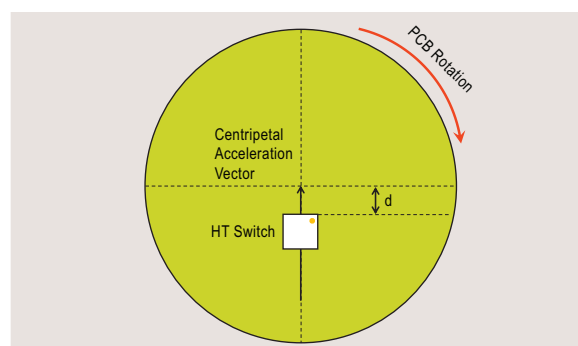 PCB Rotation
Centripetal
Acceleration
Vector
d
HT Switch